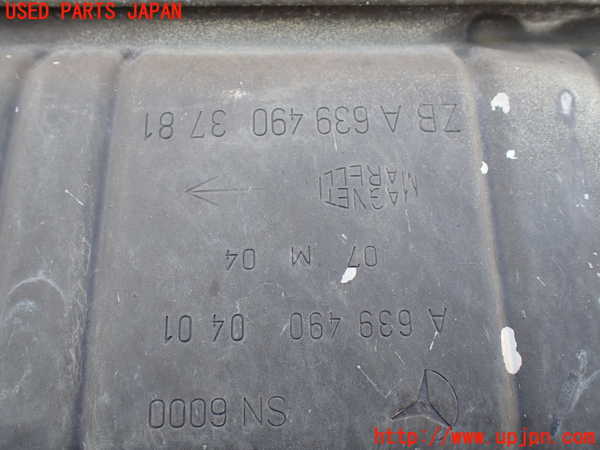 USED PARTS JAPAN
SN 6000
A 639 490 04 01
07 M 04
MAGNETI
MARELLI
ZB A 639 490 37 81
http://www.upjpn.com/